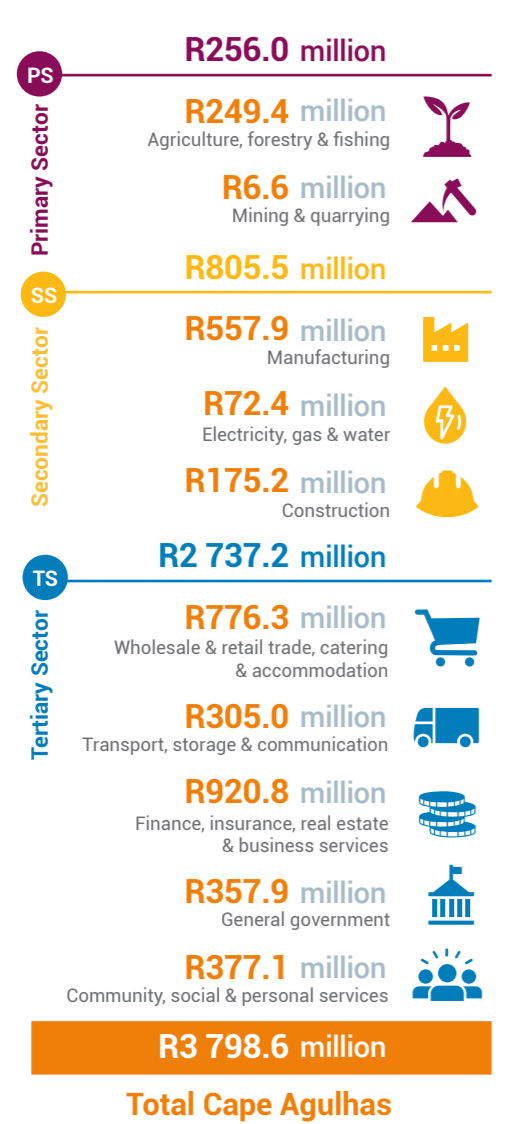 R256.0 million
PS
Primary Sector
R249.4 million
Agriculture, forestry & fishing
R6.6 million
Mining & quarrying
R805.5 million
SS
Secondary Sector
R557.9 million
Manufacturing
R72.4 million
Electricity, gas & water
R175.2 million
Construction
R2 737.2 million
TS
Tertiary Sector
R776.3 million
Wholesale & retail trade, catering
& accommodation
R305.0 million
Transport, storage & communication
R920.8 million
Finance, insurance, real estate
& business services
R357.9 million
General government
R377.1 million
Community, social & personal services
R3 798.6 million
Total Cape Agulhas